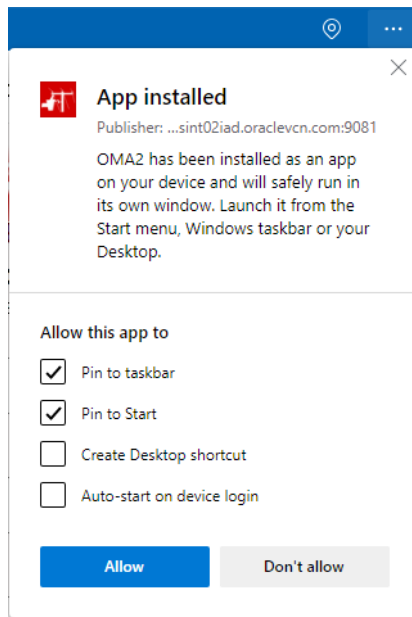 App installed
Publisher: ...sint02iad.oraclevcn.com:9081
OMA2 has been installed as an app
on your device and will safely run in
its own window. Launch it from the
Start menu, Windows taskbar or your
Desktop.
Allow this app to
Pin to taskbar
Pin to Start
Create Desktop shortcut
Auto-start on device login
Allow
Don't allow